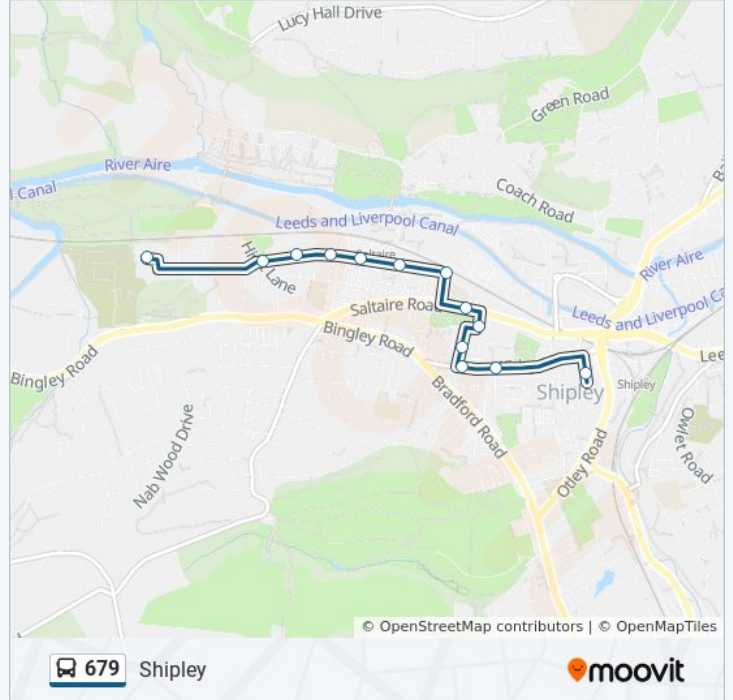 Lucy Hall Drive
Green Road
River Aire
l Canal
Coach Road
Leeds and Liverpool Canal
Saltaire
River Aire
Leeds and Liverpool Ca
Saltaire Road
Bingley Road
Lee
Bingley Road
Shipley
Shipley
Bradford Road
Nab Wood Drive
Otley Road
Owlet Road
© OpenStreetMap contributors | © OpenMapTiles
679 Shipley
moovit